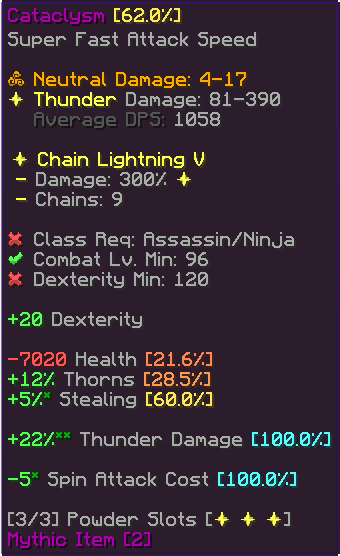 Cataclysm [62.0%]
Super Fast Attack Speed
Neutral Damage: 4-17
✦ Thunder Damage: 81-390
Average DPS: 1058
✦ Chain Lightning V
- Damage: 300% ✦
- Chains: 9
✖ Class Req: Assassin/Ninja
✔ Combat Lv. Min: 96
✖ Dexterity Min: 120
+20 Dexterity
-7020 Health [21.6%]
+12% Thorns [28.5%]
+5%* Stealing [60.0%]
+22%** Thunder Damage [100.0%]
-5* Spin Attack Cost [100.0%]
[3/3] Powder Slots [✦ ✦ ✦]
Mythic Item [2]